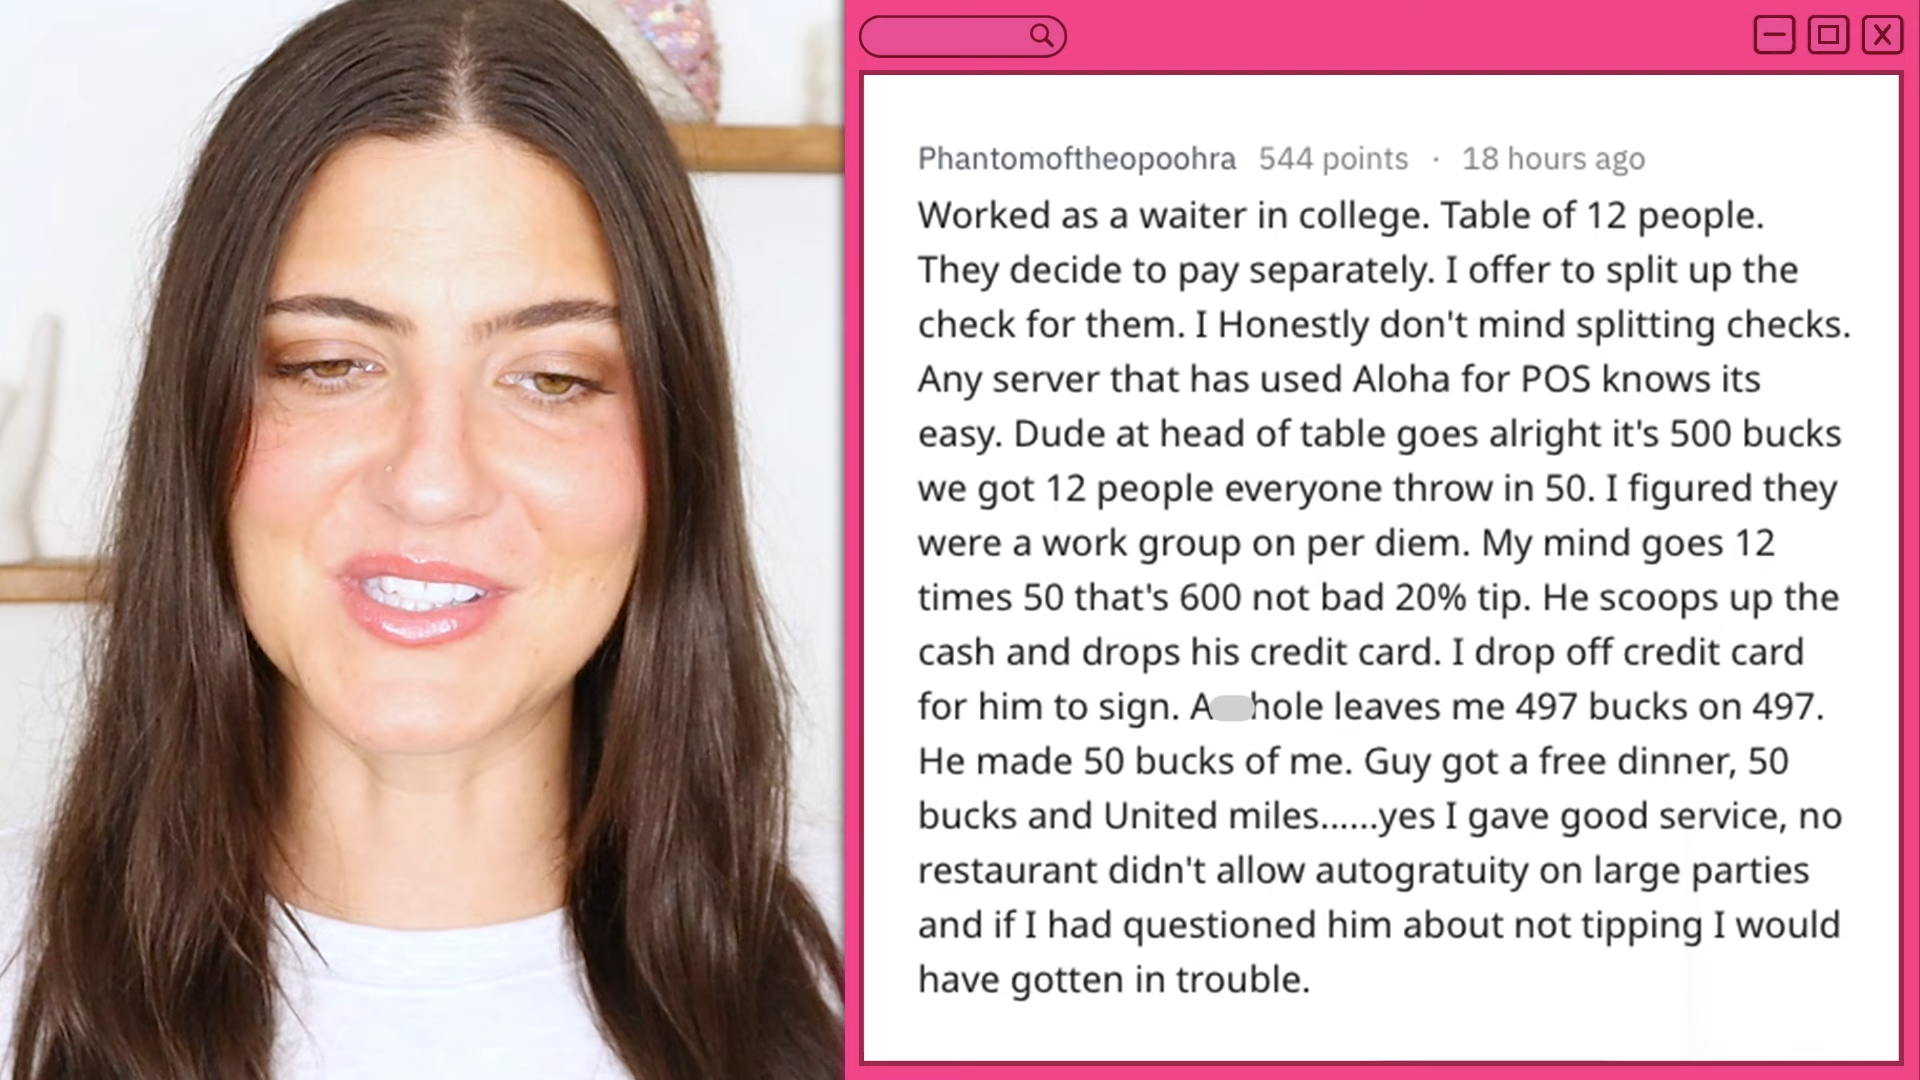 Phantomoftheopoohra 544 points · 18 hours ago
Worked as a waiter in college. Table of 12 people.
They decide to pay separately. I offer to split up the
check for them. I Honestly don't mind splitting checks.
Any server that has used Aloha for POS knows its
easy. Dude at head of table goes alright it's 500 bucks
we got 12 people everyone throw in 50. I figured they
were a work group on per diem. My mind goes 12
times 50 that's 600 not bad 20% tip. He scoops up the
cash and drops his credit card. I drop off credit card
for him to sign. A hole leaves me 497 bucks on 497.
He made 50 bucks of me. Guy got a free dinner, 50
bucks and United miles......yes I gave good service, no
restaurant didn't allow autogratuity on large parties
and if I had questioned him about not tipping I would
have gotten in trouble.